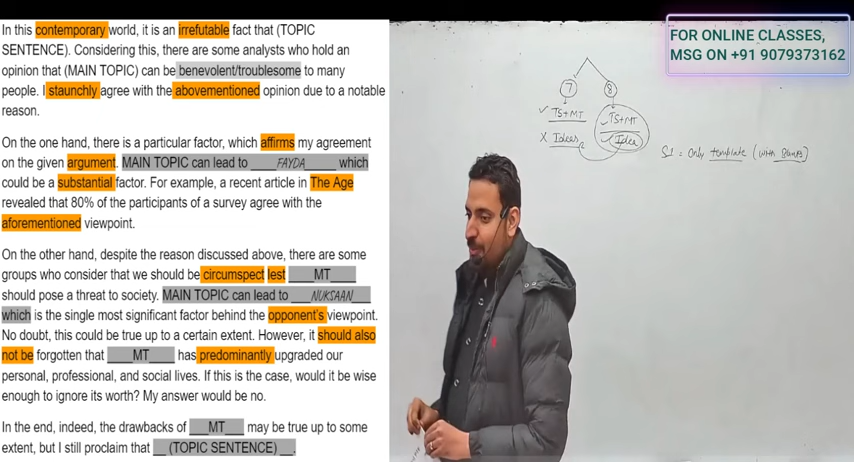 In this contemporary world, it is an irrefutable fact that (TOPIC
SENTENCE). Considering this, there are some analysts who hold an
opinion that (MAIN TOPIC) can be benevolent/troublesome to many
people. I staunchly agree with the abovementioned opinion due to a notable
reason.
On the one hand, there is a particular factor, which affirms my agreement
on the given argument. MAIN TOPIC can lead to ____FAYDA_____ which
could be a substantial factor. For example, a recent article in The Age
revealed that 80% of the participants of a survey agree with the
aforementioned viewpoint.
On the other hand, despite the reason discussed above, there are some
groups who consider that we should be circumspect lest ____MT____
should pose a threat to society. MAIN TOPIC can lead to ___NUKSAAN__
which is the single most significant factor behind the opponent's viewpoint.
No doubt, this could be true up to a certain extent. However, it should also
not be forgotten that ____MT____ has predominantly upgraded our
personal, professional, and social lives. If this is the case, would it be wise
enough to ignore its worth? My answer would be no.
In the end, indeed, the drawbacks of ___MT___ may be true up to some
extent, but I still proclaim that __ (TOPIC SENTENCE) __.
FOR ONLINE CLASSES,
MSG ON +91 9079373162
7 8
✓ TS+MT
✓ TS+MT
X Ideas
✓ Idea
S1 = Only template (with Blanks)